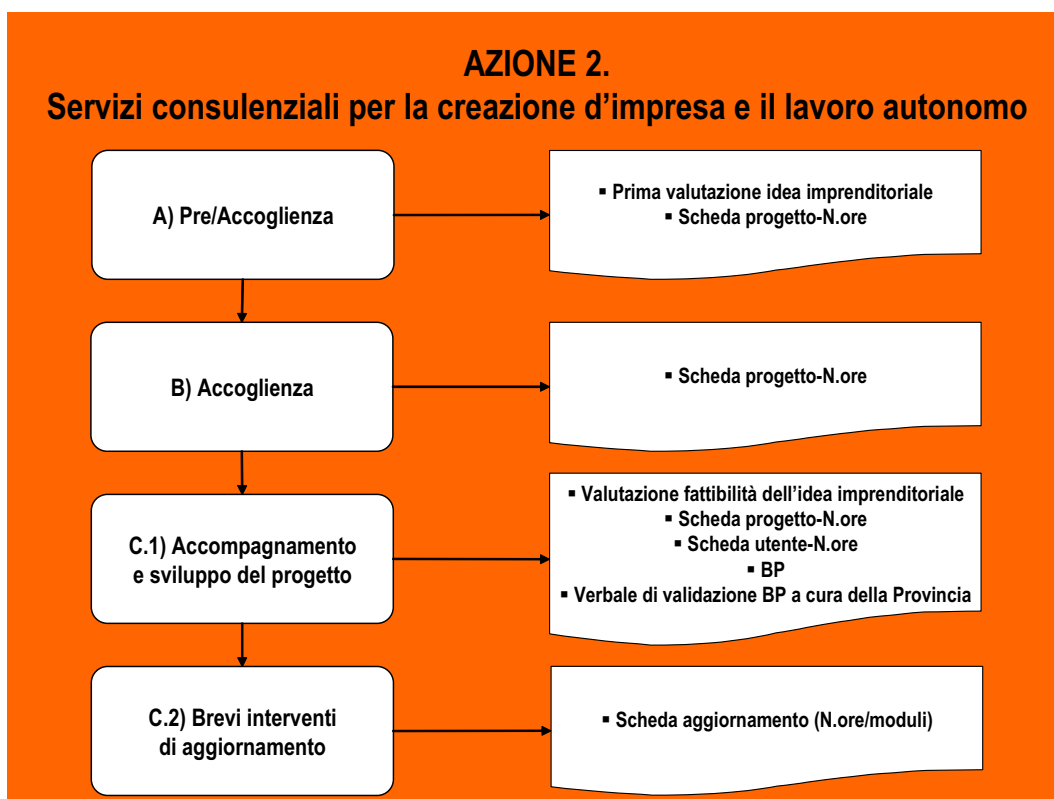 AZIONE 2.
Servizi consulenziali per la creazione d'impresa e il lavoro autonomo
A) Pre/Accoglienza
▪ Prima valutazione idea imprenditoriale
▪ Scheda progetto-N.ore
B) Accoglienza
▪ Scheda progetto-N.ore
C.1) Accompagnamento
e sviluppo del progetto
▪ Valutazione fattibilità dell'idea imprenditoriale
▪ Scheda progetto-N.ore
▪ Scheda utente-N.ore
▪ BP
▪ Verbale di validazione BP a cura della Provincia
C.2) Brevi interventi
di aggiornamento
▪ Scheda aggiornamento (N.ore/moduli)